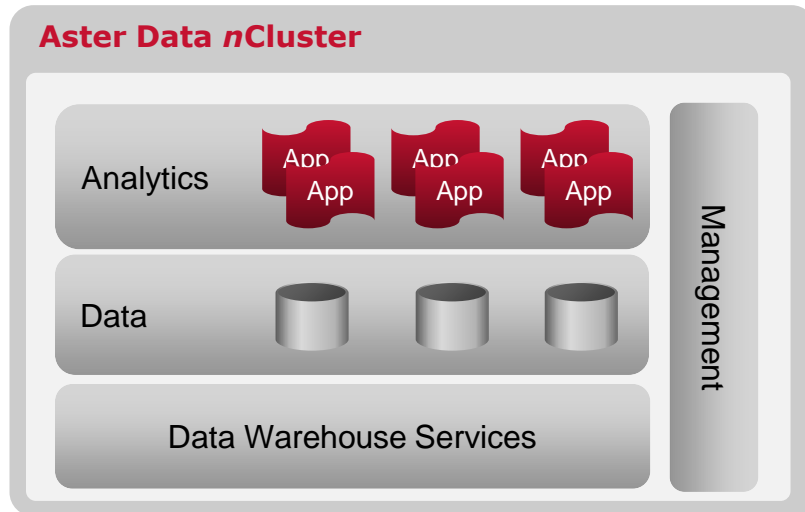 Aster Data nCluster
Analytics
App App App
App App App
Data
Data Warehouse Services
Management